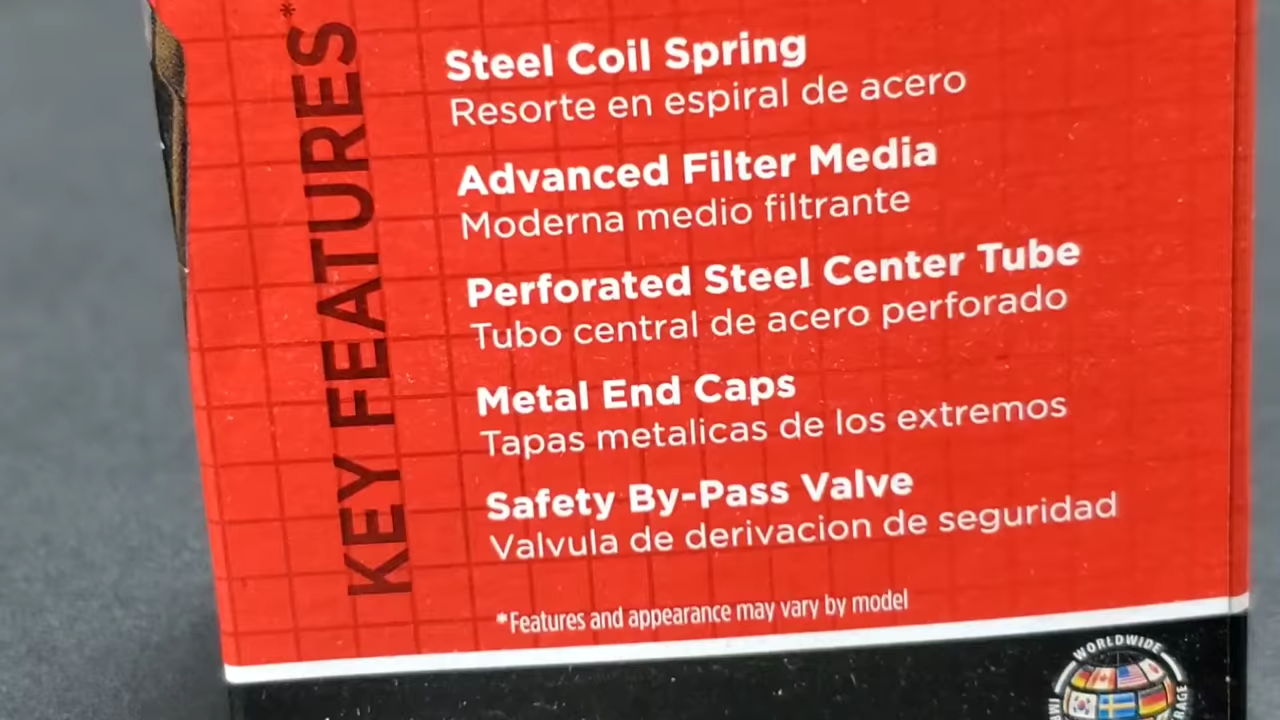 KEY FEATURES*
Steel Coil Spring
Resorte en espiral de acero
Advanced Filter Media
Moderna medio filtrante
Perforated Steel Center Tube
Tubo central de acero perforado
Metal End Caps
Tapas metalicas de los extremos
Safety By-Pass Valve
Valvula de derivacion de seguridad
*Features and appearance may vary by model
WORLDWIDE